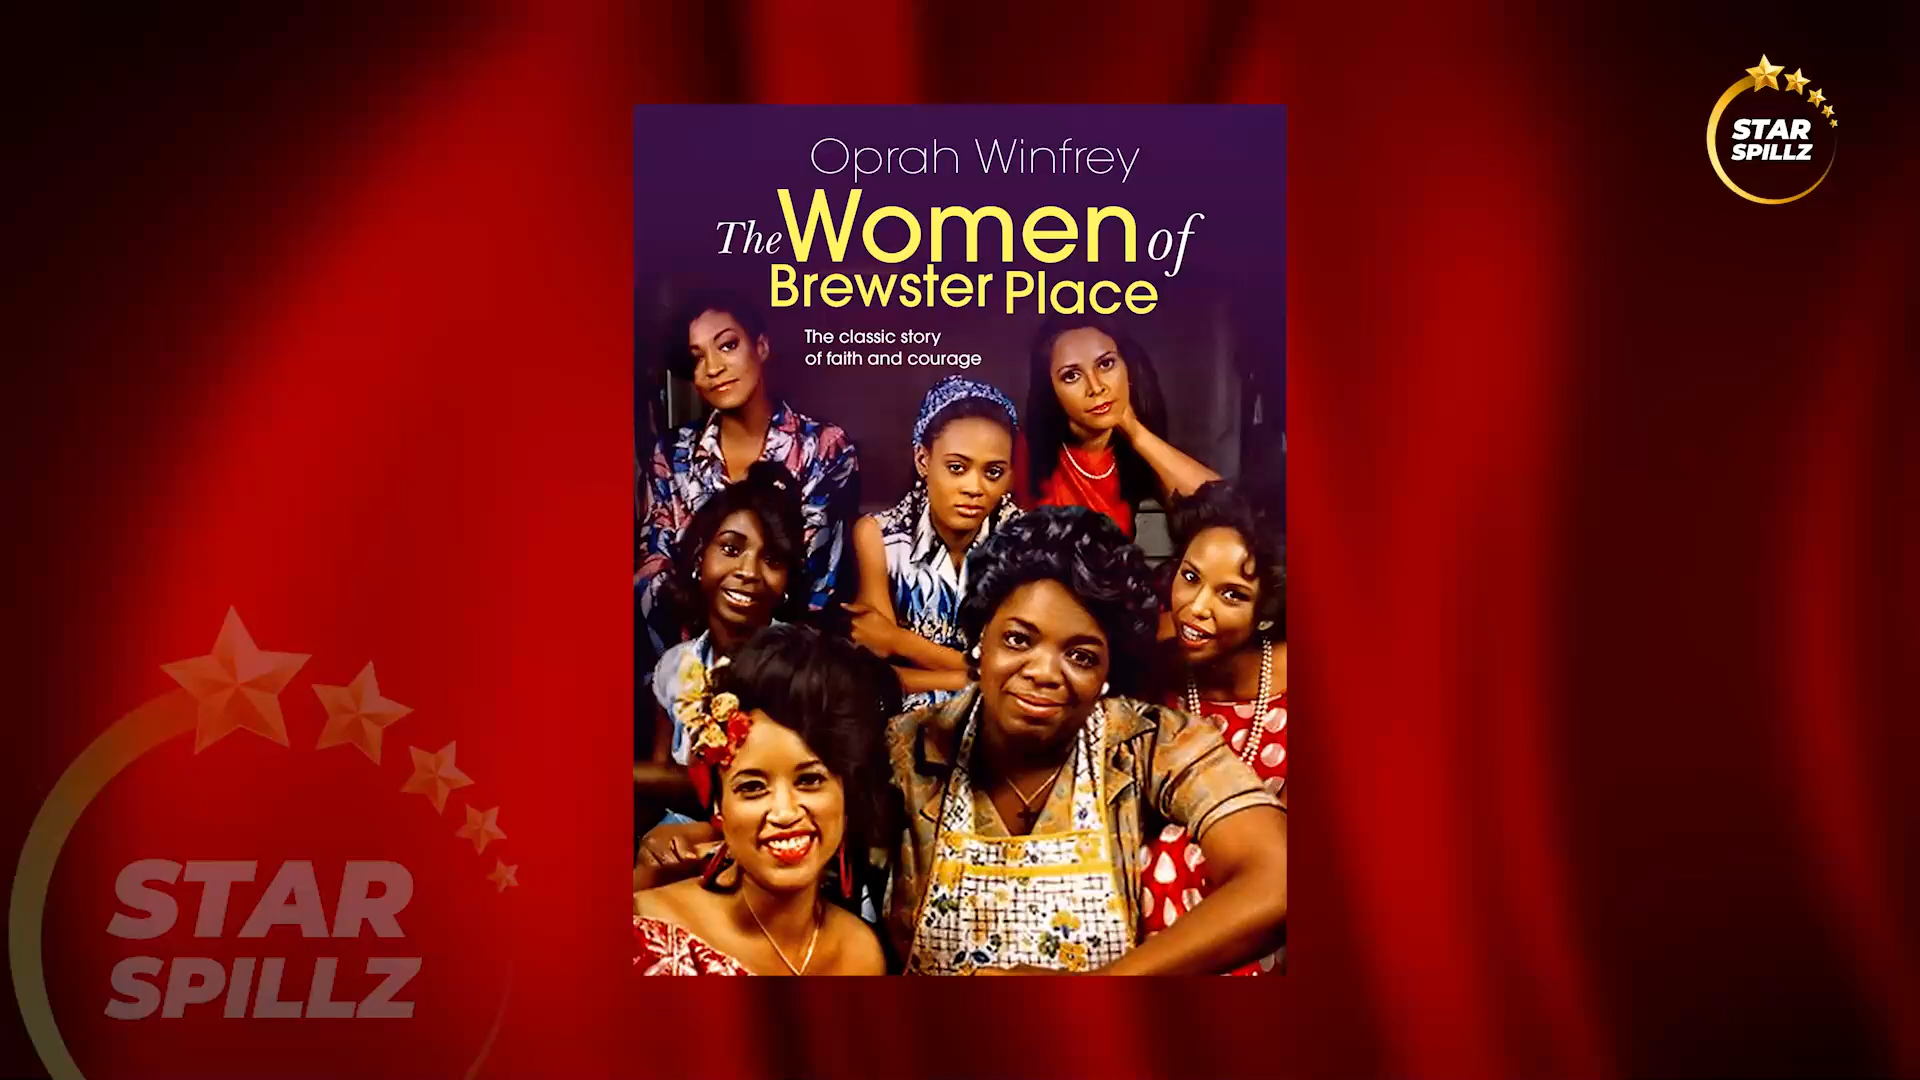 STAR
SPILLZ
Oprah Winfrey
The Women of
Brewster Place
The classic story
of faith and courage
STAR
SPILLZ